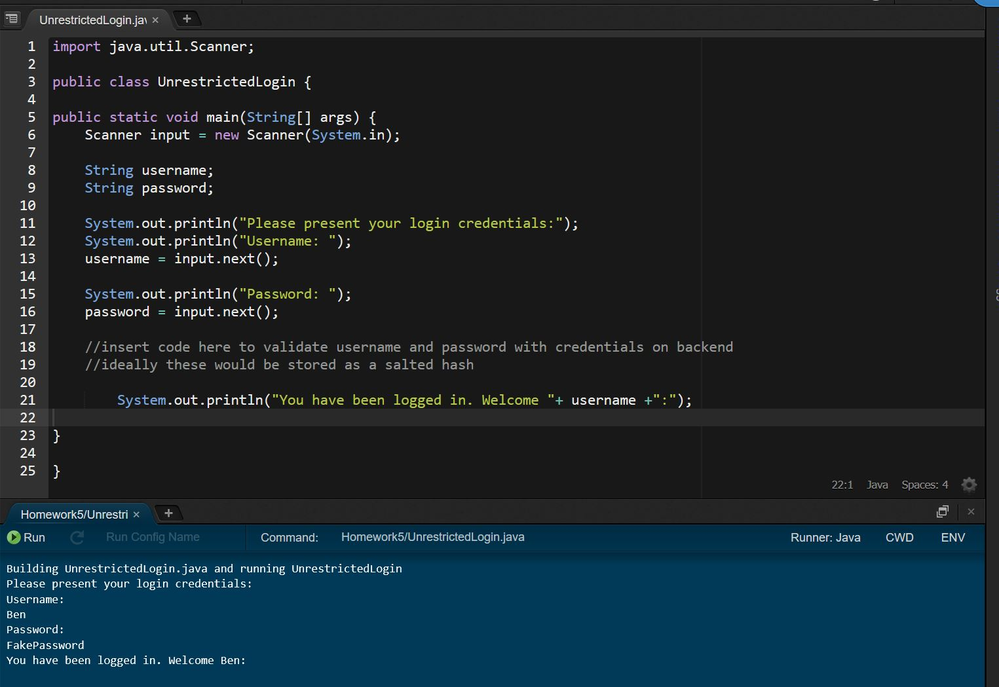 UnrestrictedLogin.jav
1 import java.util.Scanner;
2
3 public class UnrestrictedLogin {
4
5 public static void main(String[] args) {
6     Scanner input = new Scanner(System.in);
7
8     String username;
9     String password;
10
11     System.out.println("Please present your login credentials:");
12     System.out.println("Username: ");
13     username = input.next();
14
15     System.out.println("Password: ");
16     password = input.next();
17
18     //insert code here to validate username and password with credentials on backend
19     //ideally these would be stored as a salted hash
20
21         System.out.println("You have been logged in. Welcome "+ username +":");
22
23 }
24
25 }
22:1 Java Spaces: 4
Homework5/Unrestri
Run Run Config Name Command: Homework5/UnrestrictedLogin.java Runner: Java CWD ENV
Building UnrestrictedLogin.java and running UnrestrictedLogin
Please present your login credentials:
Username:
Ben
Password:
FakePassword
You have been logged in. Welcome Ben: